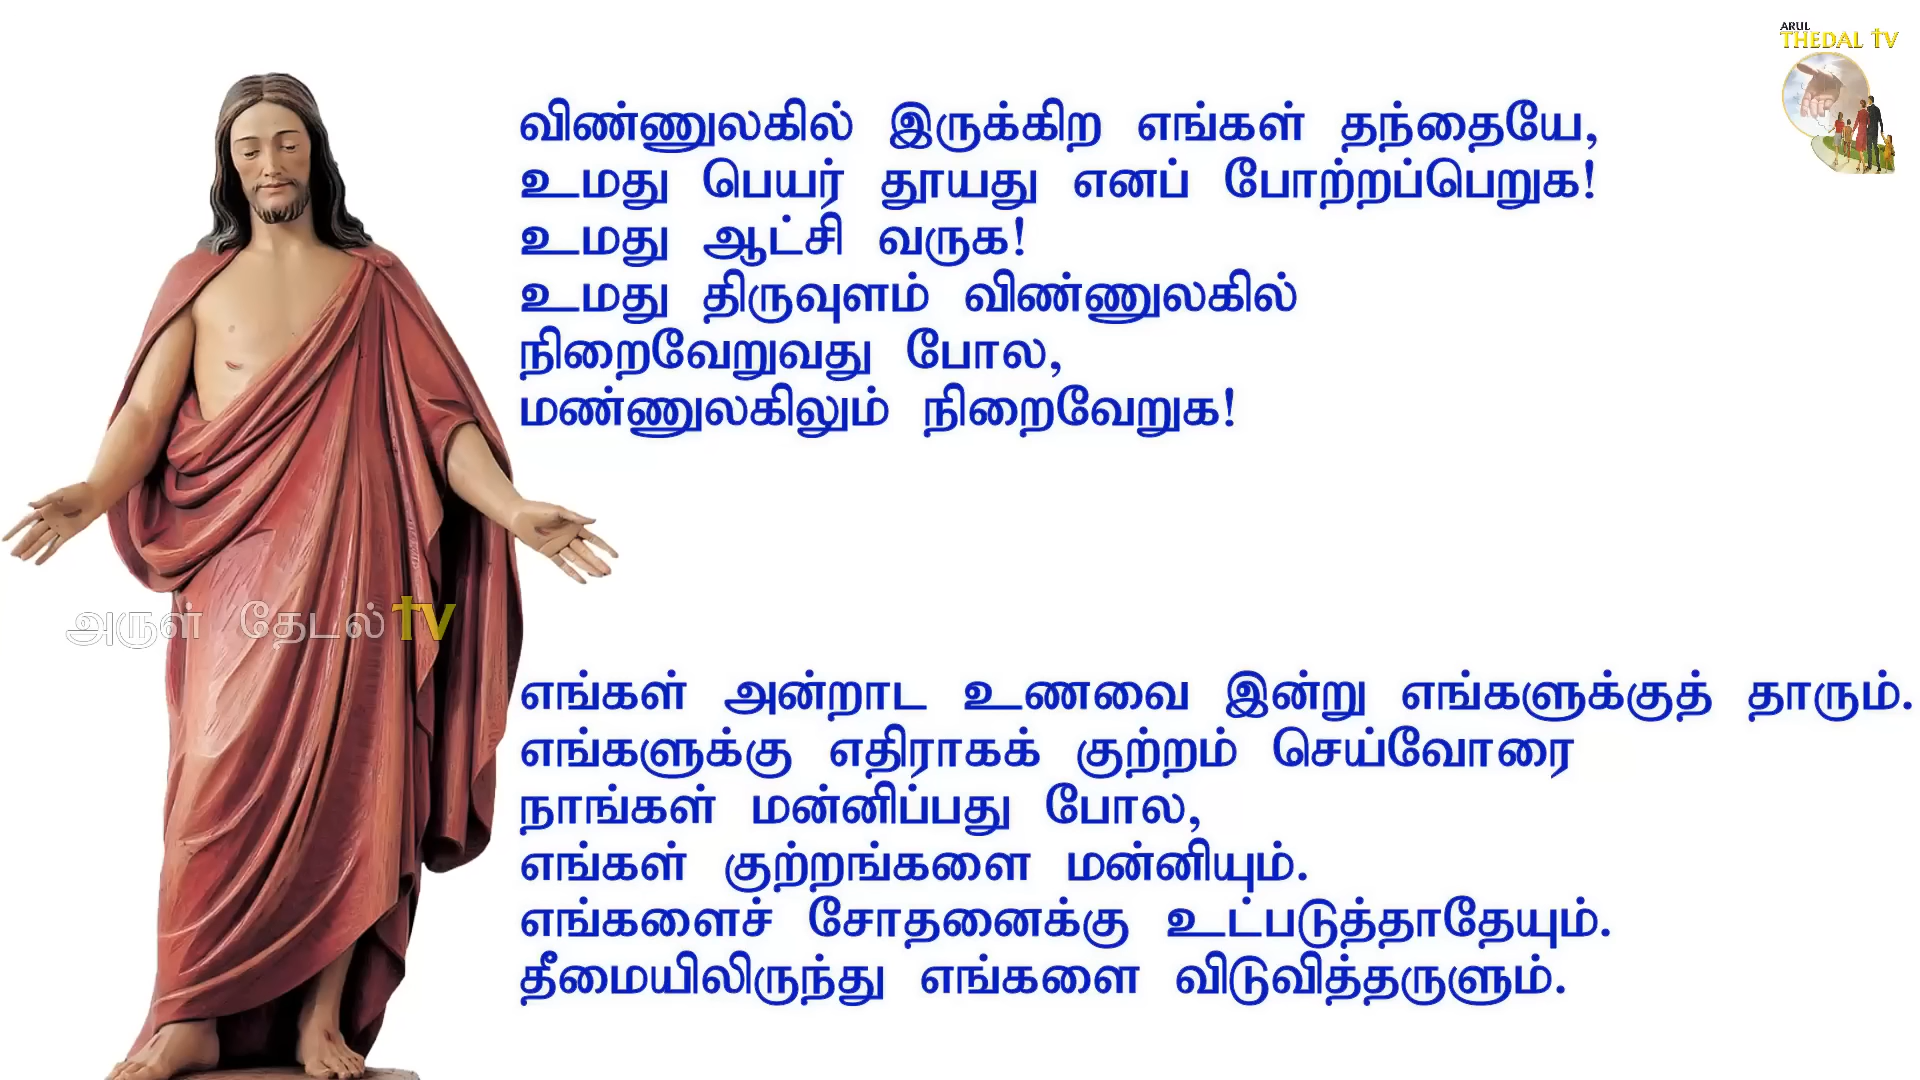 ARUL
THEDAL TV
விண்ணுலகில் இருக்கிற எங்கள் தந்தையே,
உமது பெயர் தூயது எனப் போற்றப்பெறுக!
உமது ஆட்சி வருக!
உமது திருவுளம் விண்ணுலகில்
நிறைவேறுவது போல,
மண்ணுலகிலும் நிறைவேறுக!
அருள் தேடல் TV
எங்கள் அன்றாட உணவை இன்று எங்களுக்குத் தாரும்.
எங்களுக்கு எதிராகக் குற்றம் செய்வோரை
நாங்கள் மன்னிப்பது போல,
எங்கள் குற்றங்களை மன்னியும்.
எங்களைச் சோதனைக்கு உட்படுத்தாதேயும்.
தீமையிலிருந்து எங்களை விடுவித்தருளும்.